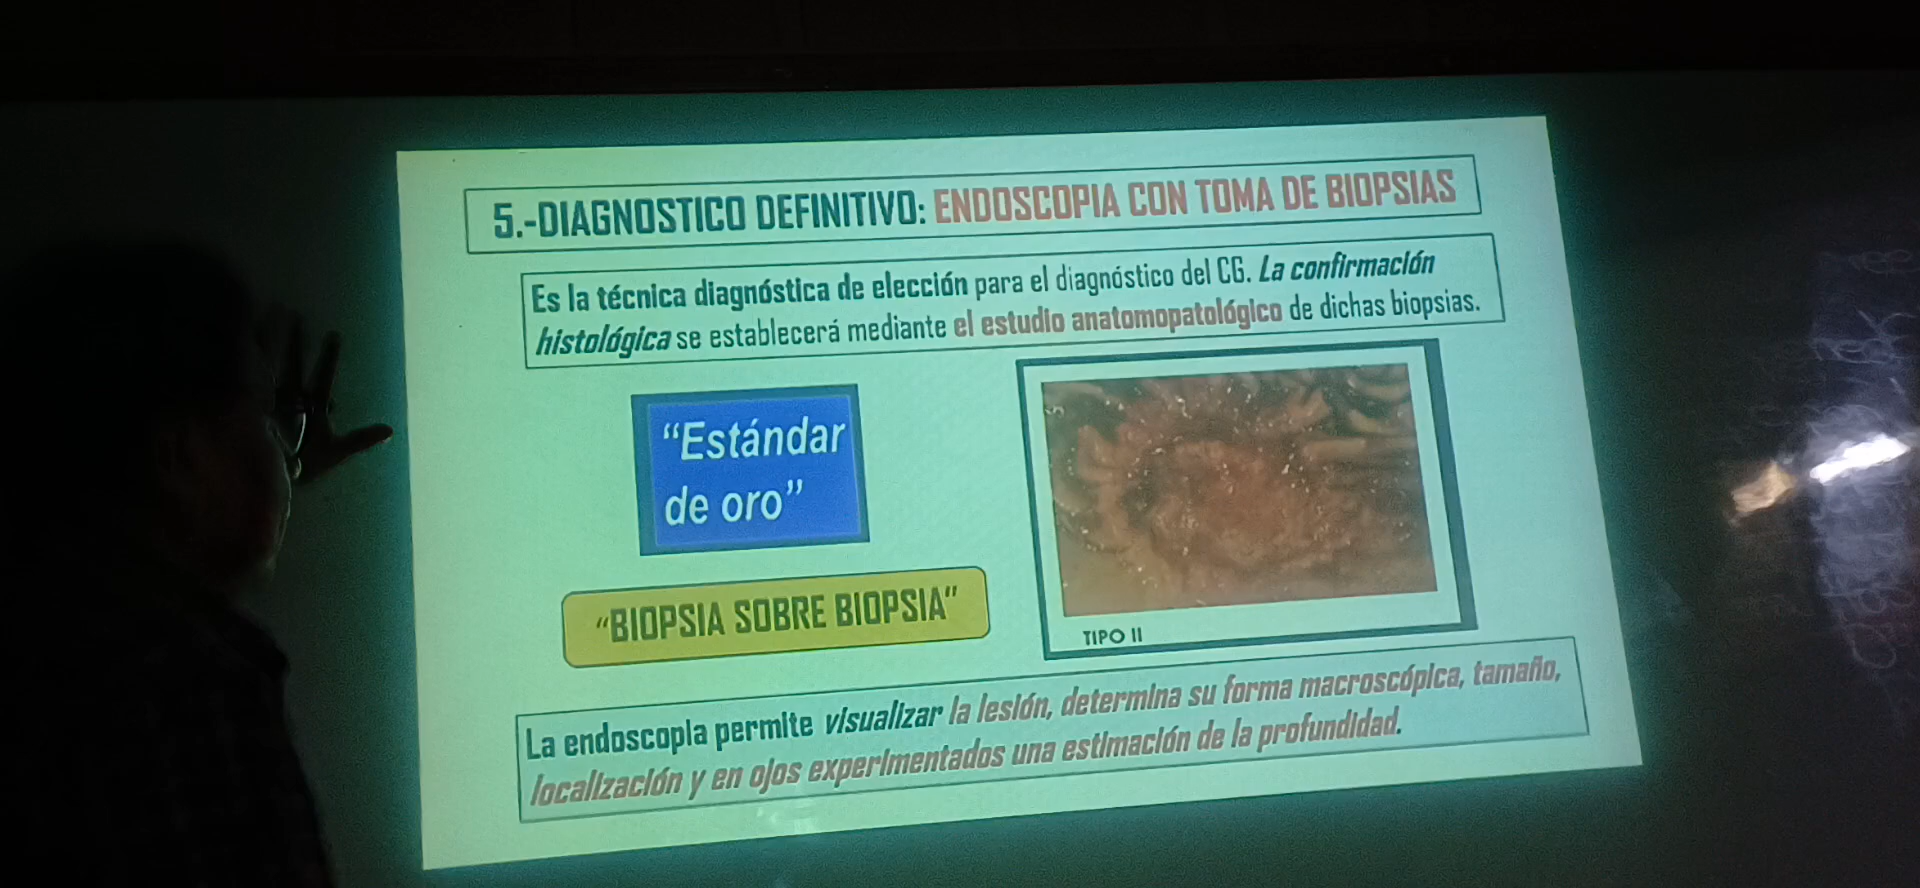 5.-DIAGNOSTICO DEFINITIVO: ENDOSCOPIA CON TOMA DE BIOPSIAS
Es la técnica diagnóstica de elección para el diagnóstico del CG. La confirmación
histológica se establecerá mediante el estudio anatomopatológico de dichas biopsias.
“Estándar
de oro”
“BIOPSIA SOBRE BIOPSIA”
TIPO II
La endoscopia permite visualizar la lesión, determina su forma macroscópica, tamaño,
localización y en ojos experimentados una estimación de la profundidad.